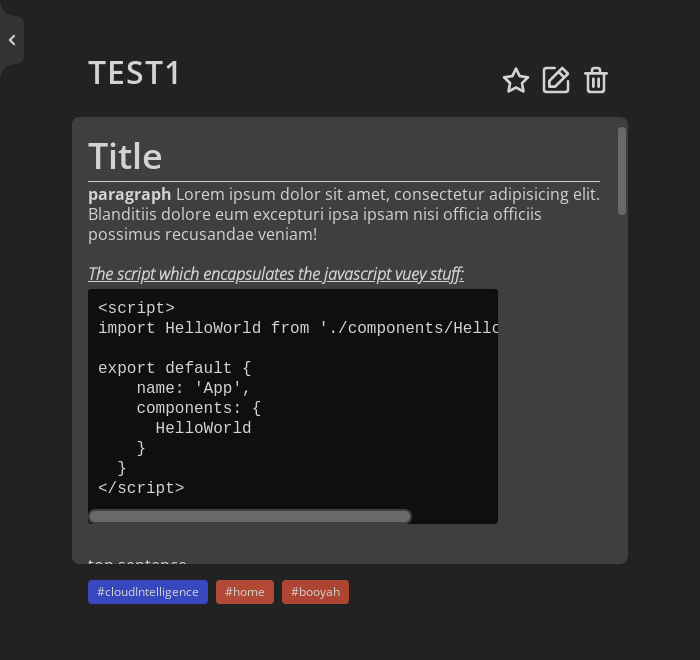 TEST1
Title
paragraph Lorem ipsum dolor sit amet, consectetur adipisicing elit.
Blanditiis dolore eum excepturi ipsa ipsam nisi officia officiis
possimus recusandae veniam!
The script which encapsulates the javascript vuey stuff:
<script>
import HelloWorld from './components/Hello
export default {
    name: 'App',
    components: {
      HelloWorld
    }
  }
</script>
top sentence
#cloudIntelligence #home #booyah